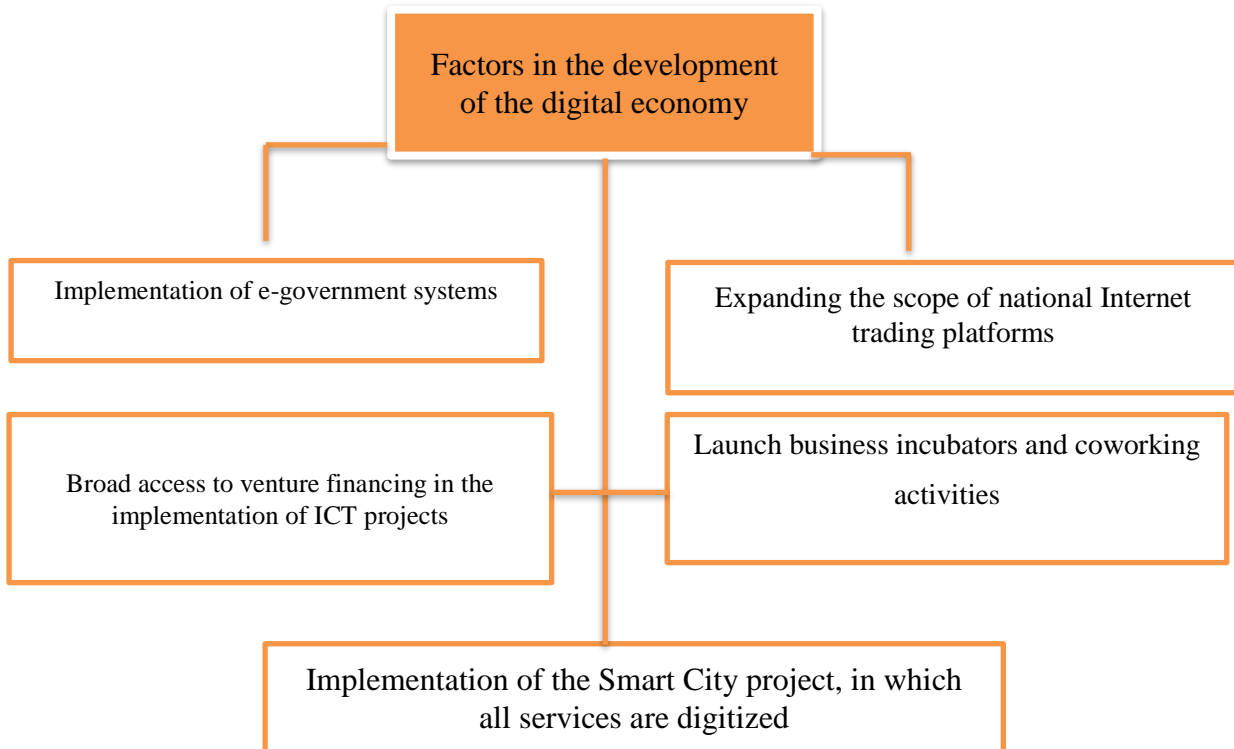 Factors in the development
of the digital economy
Implementation of e-government systems
Expanding the scope of national Internet
trading platforms
Broad access to venture financing in the
implementation of ICT projects
Launch business incubators and coworking
activities
Implementation of the Smart City project, in which
all services are digitized